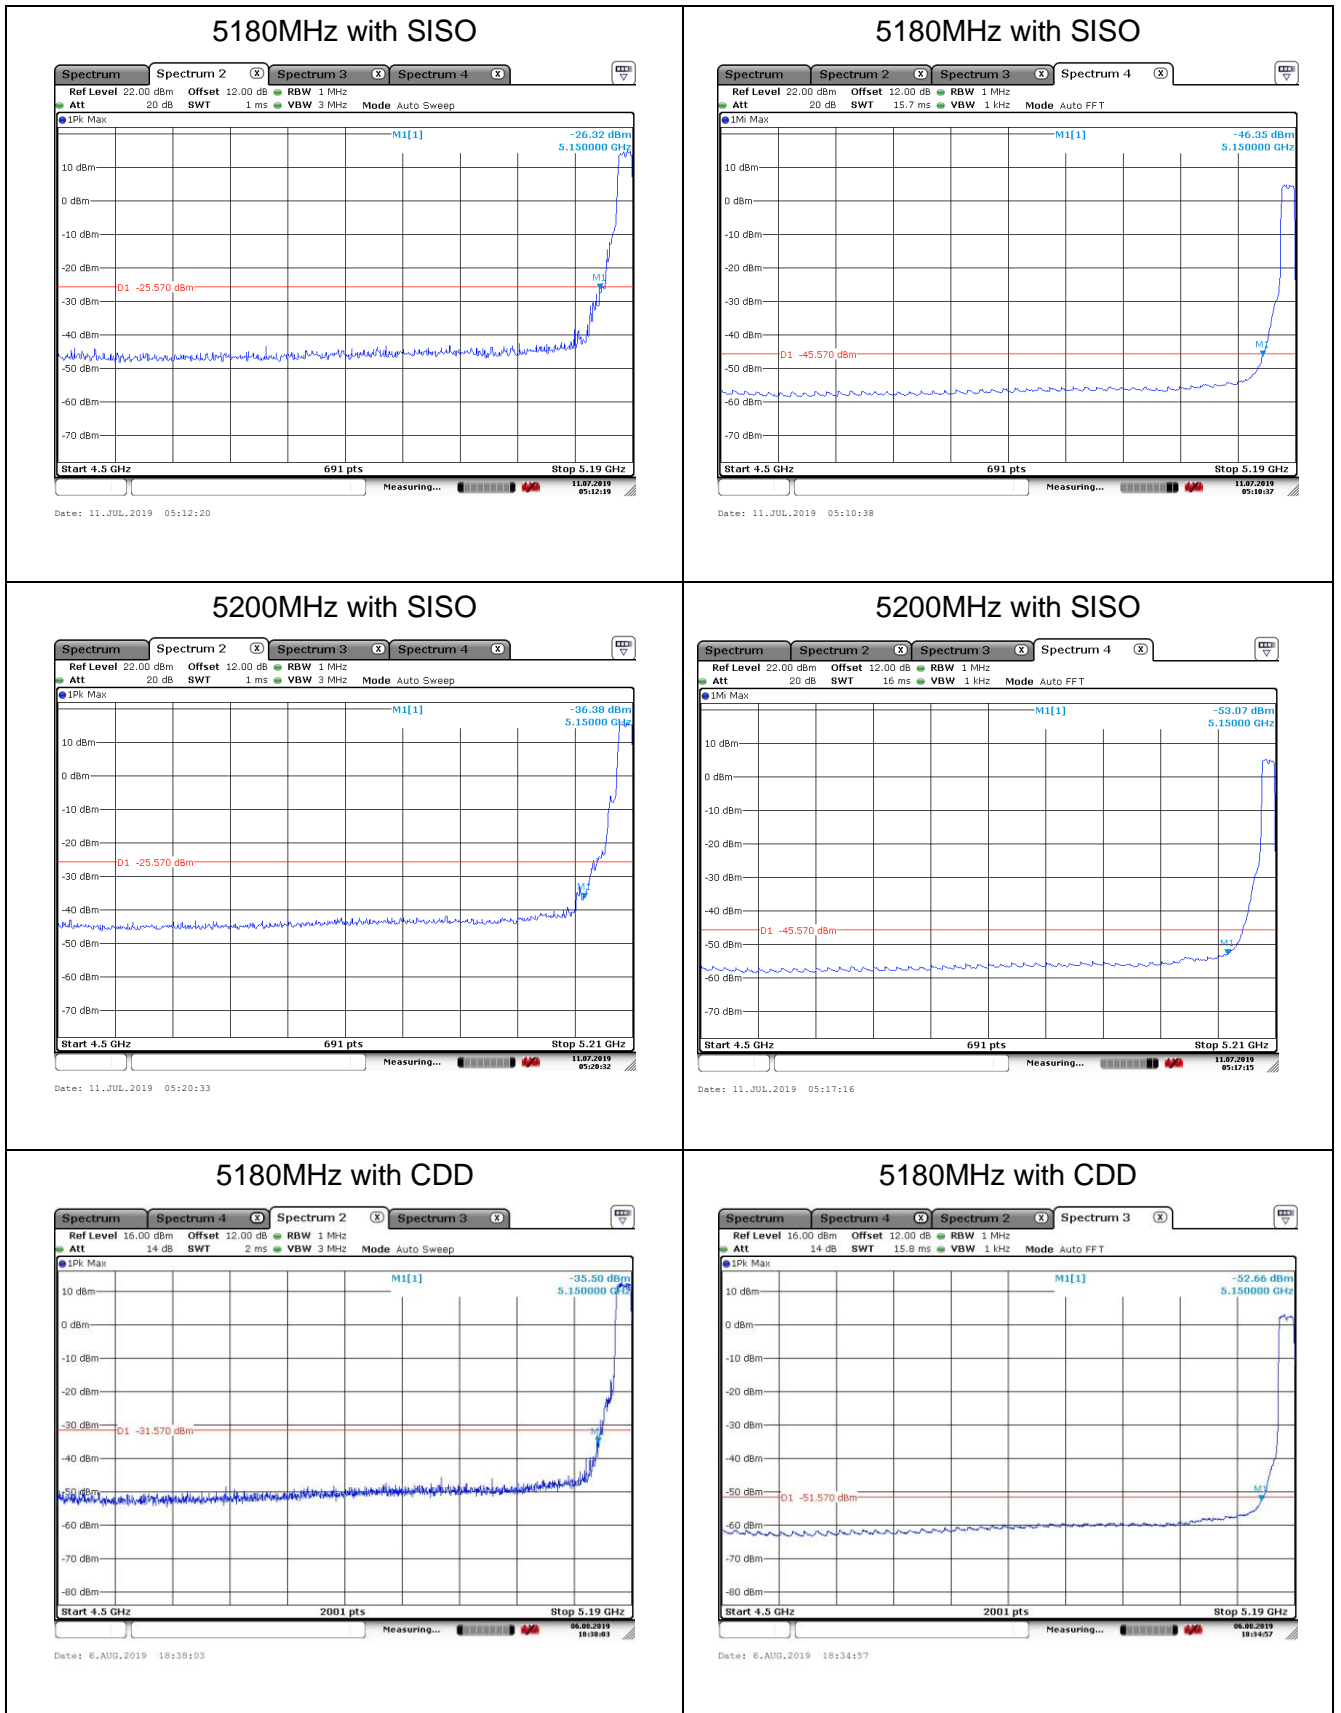 5180MHz with SISO
Spectrum Spectrum 2 X Spectrum 3 X Spectrum 4 X
Ref Level 22.00 dBm Offset 12.00 dB RBW 1 MHz
Att 20 dB SWT 1 ms VBW 3 MHz Mode Auto Sweep
1Pk Max
M1[1] -26.32 dBm
5.150000 GHz
10 dBm
0 dBm
-10 dBm
-20 dBm
M1
D1 -25.570 dBm
-30 dBm
-40 dBm
-50 dBm
-60 dBm
-70 dBm
Start 4.5 GHz 691 pts Stop 5.19 GHz
Measuring... 11.07.2019
05:12:19
Date: 11.JUL.2019 05:12:20
5180MHz with SISO
Spectrum Spectrum 2 X Spectrum 3 X Spectrum 4 X
Ref Level 22.00 dBm Offset 12.00 dB RBW 1 MHz
Att 20 dB SWT 15.7 ms VBW 1 kHz Mode Auto FFT
1Mi Max
M1[1] -46.35 dBm
5.150000 GHz
10 dBm
0 dBm
-10 dBm
-20 dBm
-30 dBm
-40 dBm
M1
D1 -45.570 dBm
-50 dBm
-60 dBm
-70 dBm
Start 4.5 GHz 691 pts Stop 5.19 GHz
Measuring... 11.07.2019
05:10:37
Date: 11.JUL.2019 05:10:38
5200MHz with SISO
Spectrum Spectrum 2 X Spectrum 3 X Spectrum 4 X
Ref Level 22.00 dBm Offset 12.00 dB RBW 1 MHz
Att 20 dB SWT 1 ms VBW 3 MHz Mode Auto Sweep
1Pk Max
M1[1] -36.38 dBm
5.15000 GHz
10 dBm
0 dBm
-10 dBm
-20 dBm
D1 -25.570 dBm
-30 dBm
M1
-40 dBm
-50 dBm
-60 dBm
-70 dBm
Start 4.5 GHz 691 pts Stop 5.21 GHz
Measuring... 11.07.2019
05:20:32
Date: 11.JUL.2019 05:20:33
5200MHz with SISO
Spectrum Spectrum 2 X Spectrum 3 X Spectrum 4 X
Ref Level 22.00 dBm Offset 12.00 dB RBW 1 MHz
Att 20 dB SWT 16 ms VBW 1 kHz Mode Auto FFT
1Mi Max
M1[1] -53.07 dBm
5.15000 GHz
10 dBm
0 dBm
-10 dBm
-20 dBm
-30 dBm
-40 dBm
D1 -45.570 dBm
M1
-50 dBm
-60 dBm
-70 dBm
Start 4.5 GHz 691 pts Stop 5.21 GHz
Measuring... 11.07.2019
05:17:15
Date: 11.JUL.2019 05:17:16
5180MHz with CDD
Spectrum Spectrum 4 X Spectrum 2 X Spectrum 3 X
Ref Level 16.00 dBm Offset 12.00 dB RBW 1 MHz
Att 14 dB SWT 2 ms VBW 3 MHz Mode Auto Sweep
1Pk Max
M1[1] -35.50 dBm
5.150000 GHz
10 dBm
0 dBm
-10 dBm
-20 dBm
-30 dBm
D1 -31.570 dBm
M1
-40 dBm
-50 dBm
-60 dBm
-70 dBm
-80 dBm
Start 4.5 GHz 2001 pts Stop 5.19 GHz
Measuring... 06.08.2019
18:38:03
Date: 6.AUG.2019 18:38:03
5180MHz with CDD
Spectrum Spectrum 4 X Spectrum 2 X Spectrum 3 X
Ref Level 16.00 dBm Offset 12.00 dB RBW 1 MHz
Att 14 dB SWT 15.8 ms VBW 1 kHz Mode Auto FFT
1Pk Max
M1[1] -52.66 dBm
5.150000 GHz
10 dBm
0 dBm
-10 dBm
-20 dBm
-30 dBm
-40 dBm
-50 dBm
M1
D1 -51.570 dBm
-60 dBm
-70 dBm
-80 dBm
Start 4.5 GHz 2001 pts Stop 5.19 GHz
Measuring... 06.08.2019
18:34:57
Date: 6.AUG.2019 18:34:57